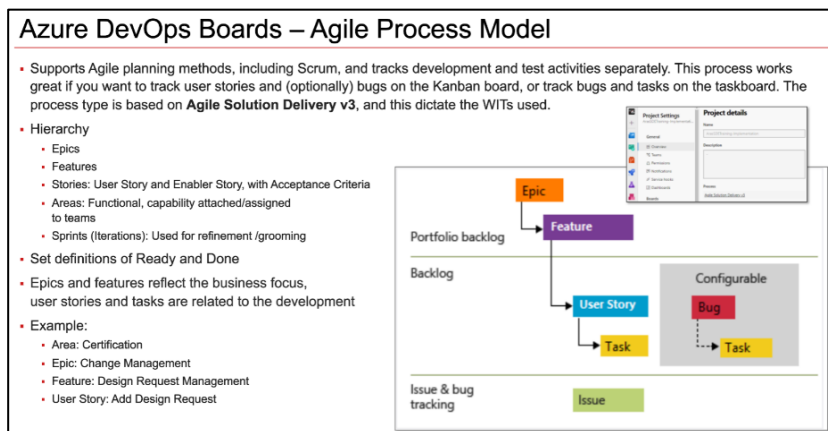 Azure DevOps Boards – Agile Process Model
▪ Supports Agile planning methods, including Scrum, and tracks development and test activities separately. This process works
great if you want to track user stories and (optionally) bugs on the Kanban board, or track bugs and tasks on the taskboard. The
process type is based on Agile Solution Delivery v3, and this dictate the WITs used.
▪ Hierarchy
▪ Epics
▪ Features
▪ Stories: User Story and Enabler Story, with Acceptance Criteria
▪ Areas: Functional, capability attached/assigned
to teams
▪ Sprints (Iterations): Used for refinement /grooming
▪ Set definitions of Ready and Done
▪ Epics and features reflect the business focus,
user stories and tasks are related to the development
▪ Example:
▪ Area: Certification
▪ Epic: Change Management
▪ Feature: Design Request Management
▪ User Story: Add Design Request
Project Settings
General
Overview
Teams
Permissions
Notifications
Service hooks
Dashboards
Boards
Project details
Name
Description
Process
Agile Solution Delivery v3
Epic
Feature
Portfolio backlog
Backlog
Configurable
User Story
Bug
Task
Task
Issue & bug
tracking
Issue